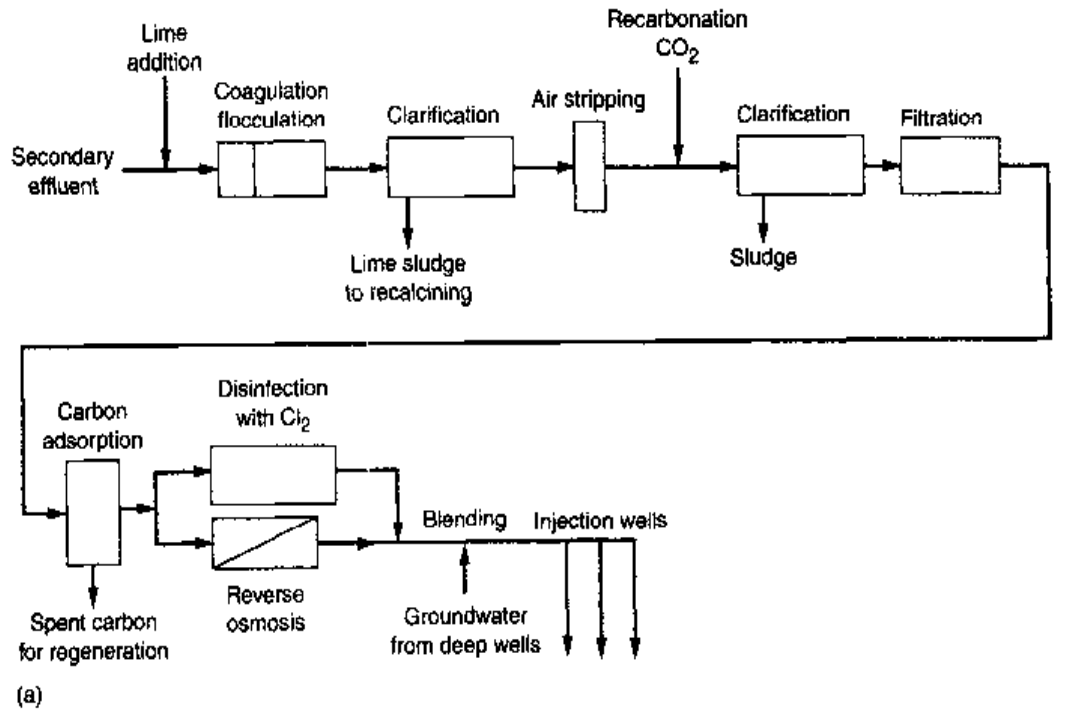 Lime
addition
Recarbonation
CO2
Coagulation
flocculation
Clarification
Air stripping
Clarification
Filtration
Secondary
effluent
Lime sludge
to recalcining
Sludge
Carbon
adsorption
Disinfection
with Cl2
Blending
Injection wells
Reverse
osmosis
Groundwater
from deep wells
Spent carbon
for regeneration
(a)